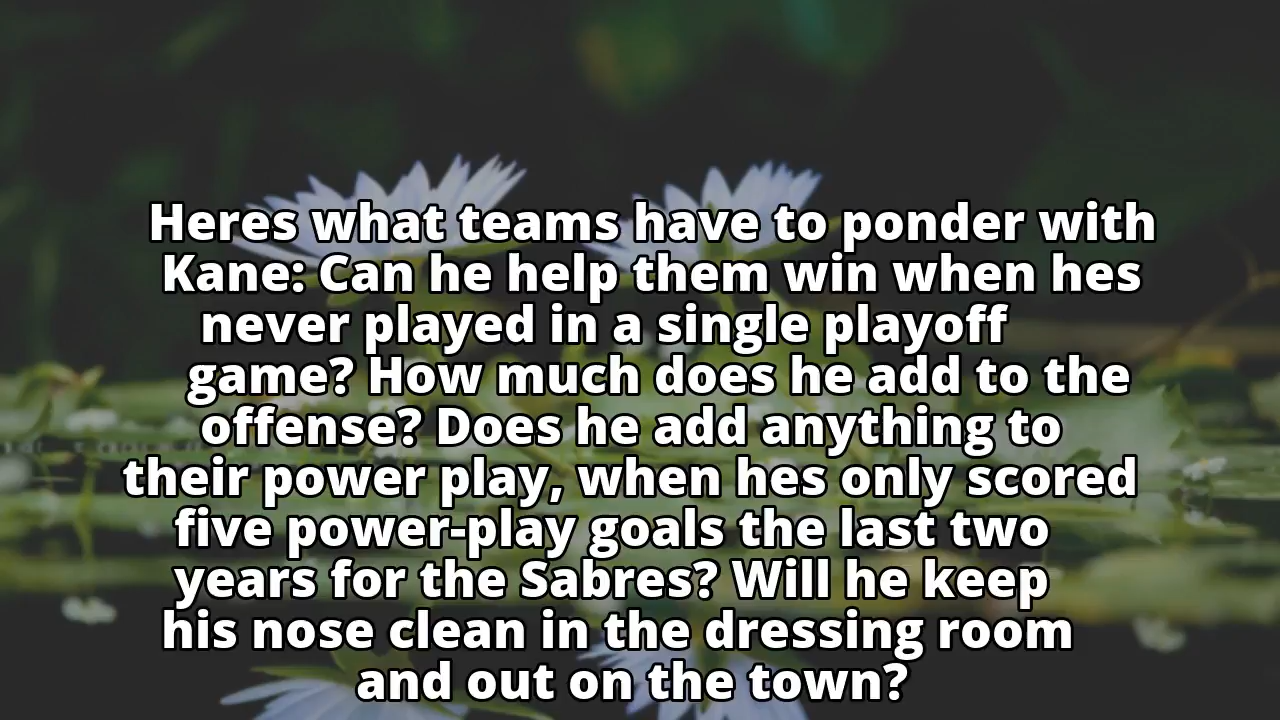 Heres what teams have to ponder with
Kane: Can he help them win when hes
never played in a single playoff
game? How much does he add to the
offense? Does he add anything to
their power play, when hes only scored
five power-play goals the last two
years for the Sabres? Will he keep
his nose clean in the dressing room
and out on the town?